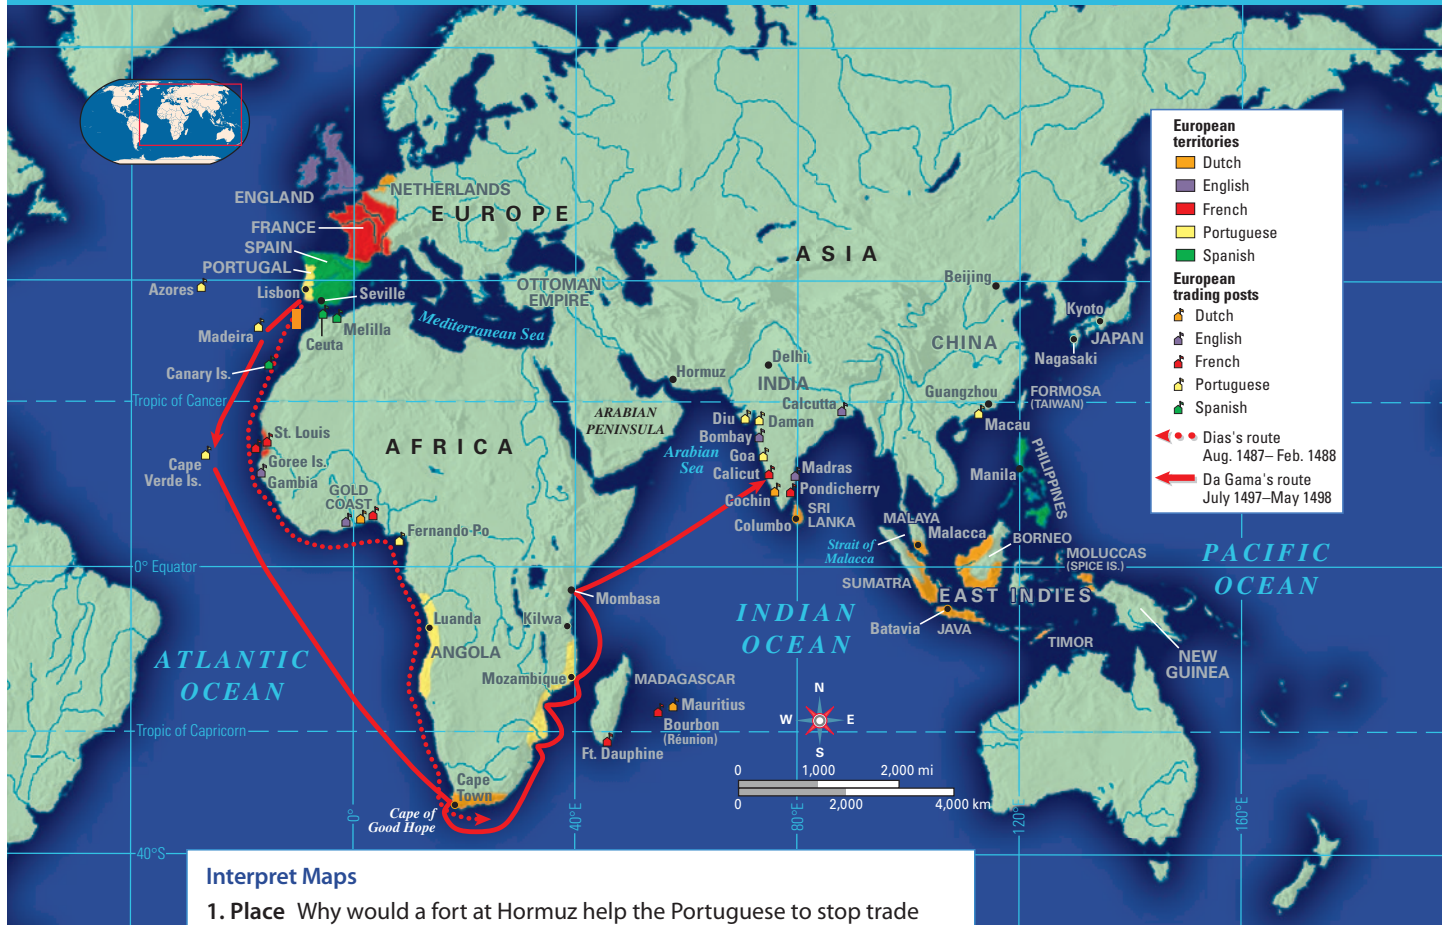 European
territories
Dutch
English
French
Portuguese
Spanish
European
trading posts
Dutch
English
French
Portuguese
Spanish
Dias's route
Aug. 1487– Feb. 1488
Da Gama's route
July 1497–May 1498
ENGLAND
NETHERLANDS
EUROPE
FRANCE
SPAIN
PORTUGAL
ASIA
Azores
Lisbon
Seville
OTTOMAN
EMPIRE
Beijing
Kyoto
JAPAN
Nagasaki
Madeira
Ceuta
Melilla
Mediterranean Sea
CHINA
Canary Is.
Hormuz
Delhi
INDIA
Tropic of Cancer
Calcutta
Guangzhou
FORMOSA
(TAIWAN)
Macau
ARABIAN
PENINSULA
Diu
Daman
Bombay
Arabian
Sea
Goa
Calicut
Madras
Pondicherry
Cochin
Columbo
SRI
LANKA
AFRICA
St. Louis
Goree Is.
Gambia
Cape
Verde Is.
GOLD
COAST
Fernando Po
Manila
PHILIPPINES
MALAYA
Malacca
Strait of
Malacca
BORNEO
MOLUCCAS
(SPICE IS.)
PACIFIC
OCEAN
0° Equator
SUMATRA
EAST INDIES
Mombasa
INDIAN
OCEAN
Luanda
Kilwa
ANGOLA
Batavia
JAVA
TIMOR
NEW
GUINEA
ATLANTIC
OCEAN
Mozambique
MADAGASCAR
Mauritius
Bourbon
(Réunion)
Ft. Dauphine
Tropic of Capricorn
N
W
E
S
0
1,000
2,000 mi
0
2,000
4,000 km
Cape
Town
Cape of
Good Hope
0°
40°E
80°E
120°E
160°E
40°S
Interpret Maps
1. Place Why would a fort at Hormuz help the Portuguese to stop trade